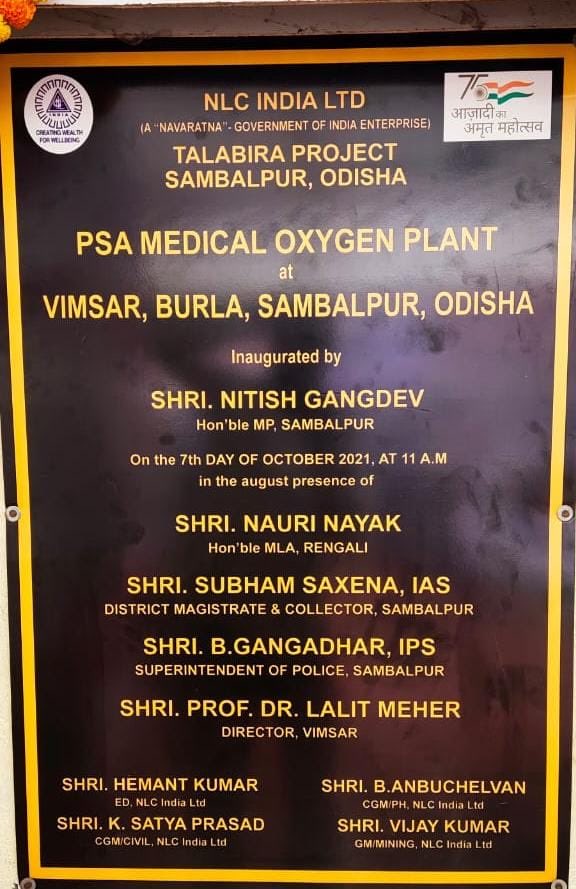 INDIA
CREATING WEALTH
FOR WELLBEING
75
आज़ादी का
अमृत महोत्सव
NLC INDIA LTD
(A "NAVARATNA"- GOVERNMENT OF INDIA ENTERPRISE)
TALABIRA PROJECT
SAMBALPUR, ODISHA
PSA MEDICAL OXYGEN PLANT
at
VIMSAR, BURLA, SAMBALPUR, ODISHA
Inaugurated by
SHRI. NITISH GANGDEV
Hon'ble MP, SAMBALPUR
On the 7th DAY OF OCTOBER 2021, AT 11 A.M
in the august presence of
SHRI. NAURI NAYAK
Hon'ble MLA, RENGALI
SHRI. SUBHAM SAXENA, IAS
DISTRICT MAGISTRATE & COLLECTOR, SAMBALPUR
SHRI. B.GANGADHAR, IPS
SUPERINTENDENT OF POLICE, SAMBALPUR
SHRI. PROF. DR. LALIT MEHER
DIRECTOR, VIMSAR
SHRI. HEMANT KUMAR
ED, NLC India Ltd
SHRI. B.ANBUCHELVAN
CGM/PH, NLC India Ltd
SHRI. K. SATYA PRASAD
CGM/CIVIL, NLC India Ltd
SHRI. VIJAY KUMAR
GM/MINING, NLC India Ltd